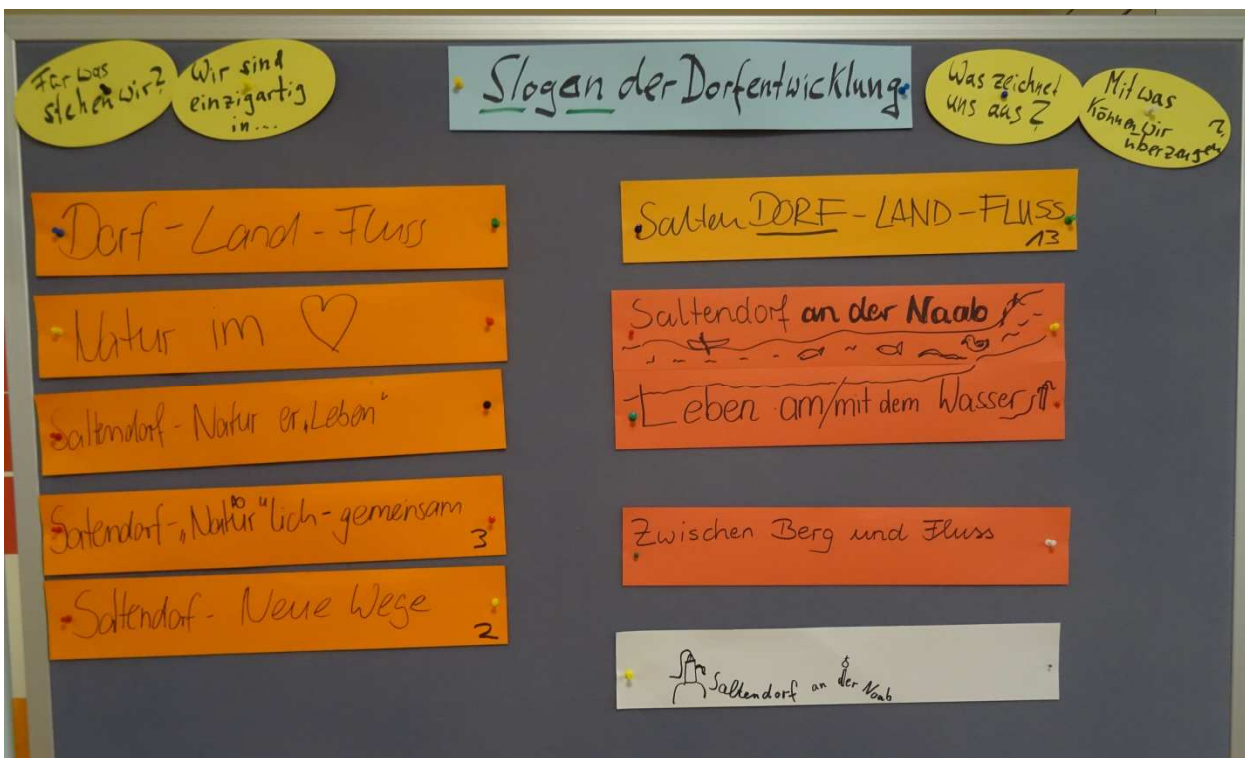 Für was
stehen wir?
Wir sind
einzigartig
in...
Slogan der Dorfentwicklung
Was zeichnet
uns aus?
Mit was
können wir
überzeugen?
Dorf - Land - Fluss
Natur im ♡
Saltendorf - Natur er„Leben"
Saltendorf - „Natür"lich - gemeinsam
3
Saltendorf - Neue Wege
2
Salten DORF - LAND - FLUSS
13
Saltendorf an der Naab
Leben am/mit dem Wasser
Zwischen Berg und Fluss
Saltendorf an der Naab